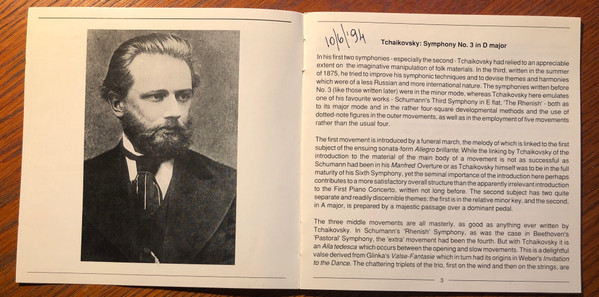 10/6/94
Tchaikovsky: Symphony No. 3 in D major
In his first two symphonies - especially the second - Tchaikovsky had relied to an appreciable
extent on the imaginative manipulation of folk materials. In the third, written in the summer
of 1875, he tried to improve his symphonic techniques and to devise themes and harmonies
which were of a less Russian and more international nature. The symphonies written before
No. 3 (like those written later) were in the minor mode, whereas Tchaikovsky here emulates
one of his favourite works - Schumann's Third Symphony in E flat, 'The Rhenish' - both as
to its major mode and in the rather four-square developmental methods and the use of
dotted-note figures in the outer movements, as well as in the employment of five movements
rather than the usual four.
The first movement is introduced by a funeral march, the melody of which is linked to the first
subject of the ensuing sonata-form Allegro brillante. While the linking by Tchaikovsky of the
introduction to the material of the main body of a movement is not as successful as
Schumann had been in his Manfred Overture or as Tchaikovsky himself was to be in the full
maturity of his Sixth Symphony, yet the seminal importance of the introduction here perhaps
contributes to a more satisfactory overall structure than the apparently irrelevant introduction
to the First Piano Concerto, written not long before. The second subject has two quite
separate and readily discernible themes: the first is in the relative minor key, and the second,
in A major, is prepared by a majestic passage over a dominant pedal.
The three middle movements are all masterly, as good as anything ever written by
Tchaikovsky. In Schumann's 'Rhenish' Symphony, as was the case in Beethoven's
'Pastoral' Symphony, the 'extra' movement had been the fourth. But with Tchaikovsky it is
an Alla tedesca which occurs between the opening and slow movements. This is a delightful
valse derived from Glinka's Valse-Fantasie which in turn had its origins in Weber's Invitation
to the Dance. The chattering triplets of the trio, first on the wind and then on the strings, are
3